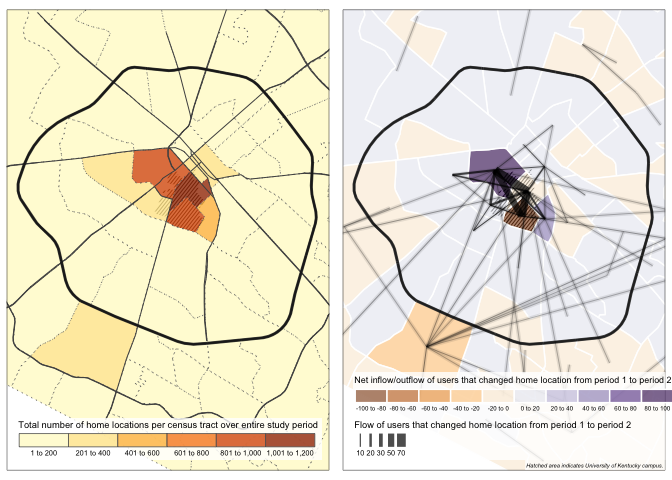 Total number of home locations per census tract over entire study period
1 to 200 201 to 400 401 to 600 601 to 800 801 to 1,000 1,001 to 1,200
Net inflow/outflow of users that changed home location from period 1 to period 2
-100 to -80 -80 to -60 -60 to -40 -40 to -20 -20 to 0 0 to 20 20 to 40 40 to 60 60 to 80 80 to 100
Flow of users that changed home location from period 1 to period 2
10 20 30 50 70
Hatched area indicates University of Kentucky campus.